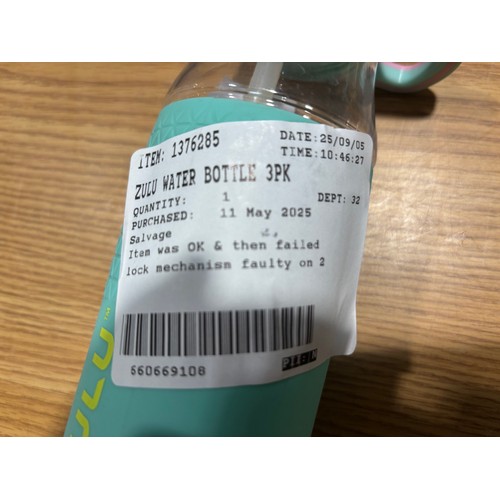 ITEM: 1376285 DATE:25/09/05
TIME:10:46:27
ZULU WATER BOTTLE 3PK
QUANTITY: 1 DEPT: 32
PURCHASED: 11 May 2025
Salvage
Item was OK & then failed
lock mechanism faulty on 2
660669108
ULU™